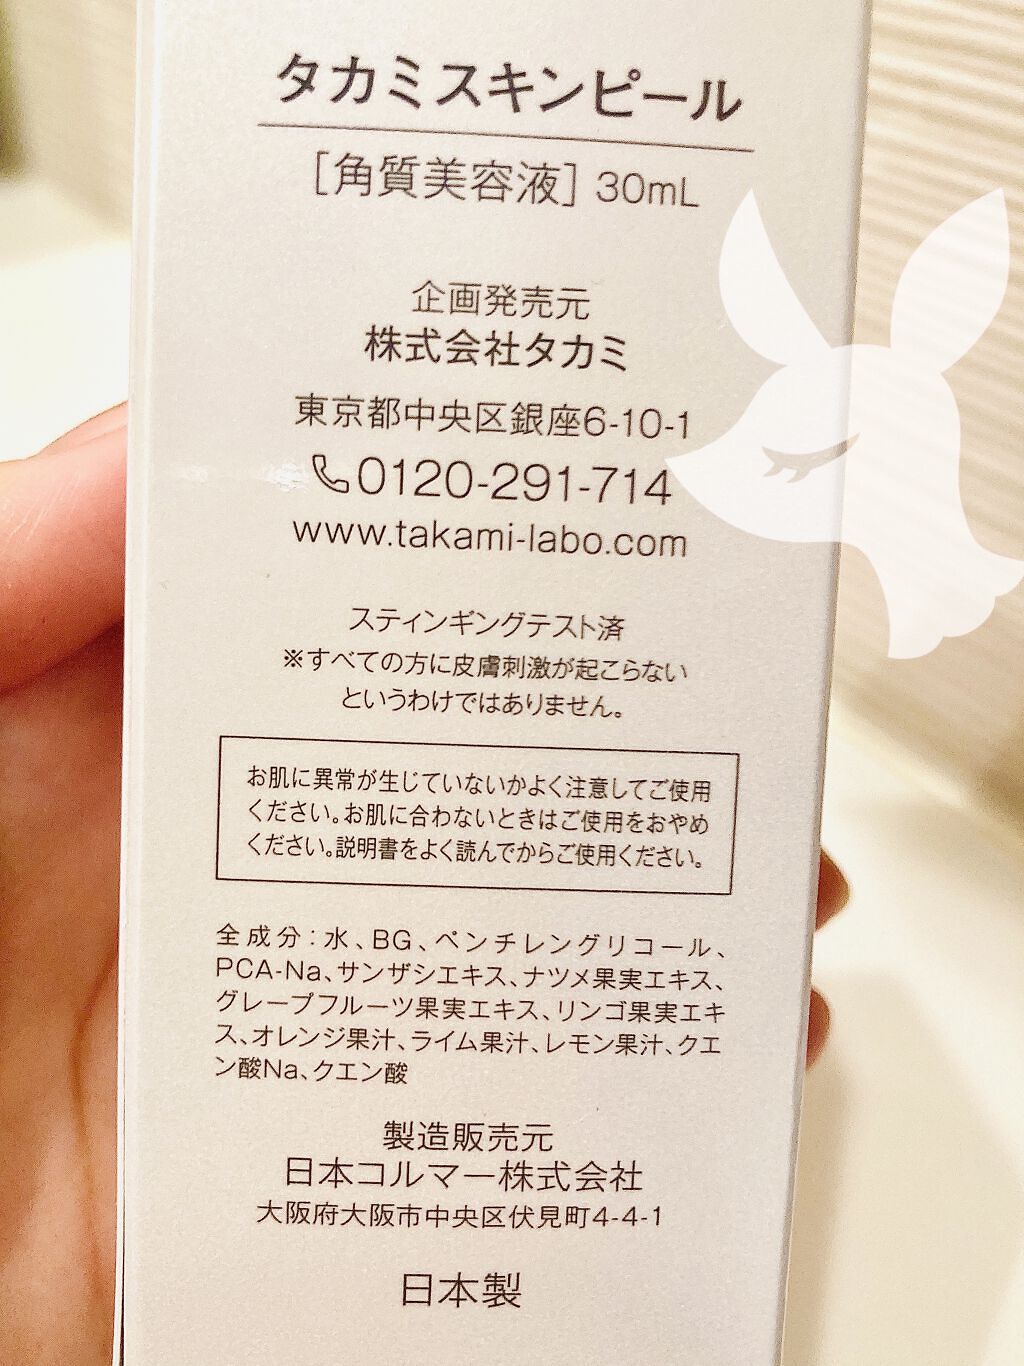 タカミスキンピール
[角質美容液] 30mL
企画発売元
株式会社タカミ
東京都中央区銀座6-10-1
0120-291-714
www.takami-labo.com
スティンギングテスト済
※すべての方に皮膚刺激が起こらない
というわけではありません。
お肌に異常が生じていないかよく注意してご使用
ください。お肌に合わないときはご使用をおやめ
ください。説明書をよく読んでからご使用ください。
全成分：水、BG、ペンチレングリコール、
PCA-Na、サンザシエキス、ナツメ果実エキス、
グレープフルーツ果実エキス、リンゴ果実エキ
ス、オレンジ果汁、ライム果汁、レモン果汁、クエ
ン酸Na、クエン酸
製造販売元
日本コルマー株式会社
大阪府大阪市中央区伏見町4-4-1
日本製